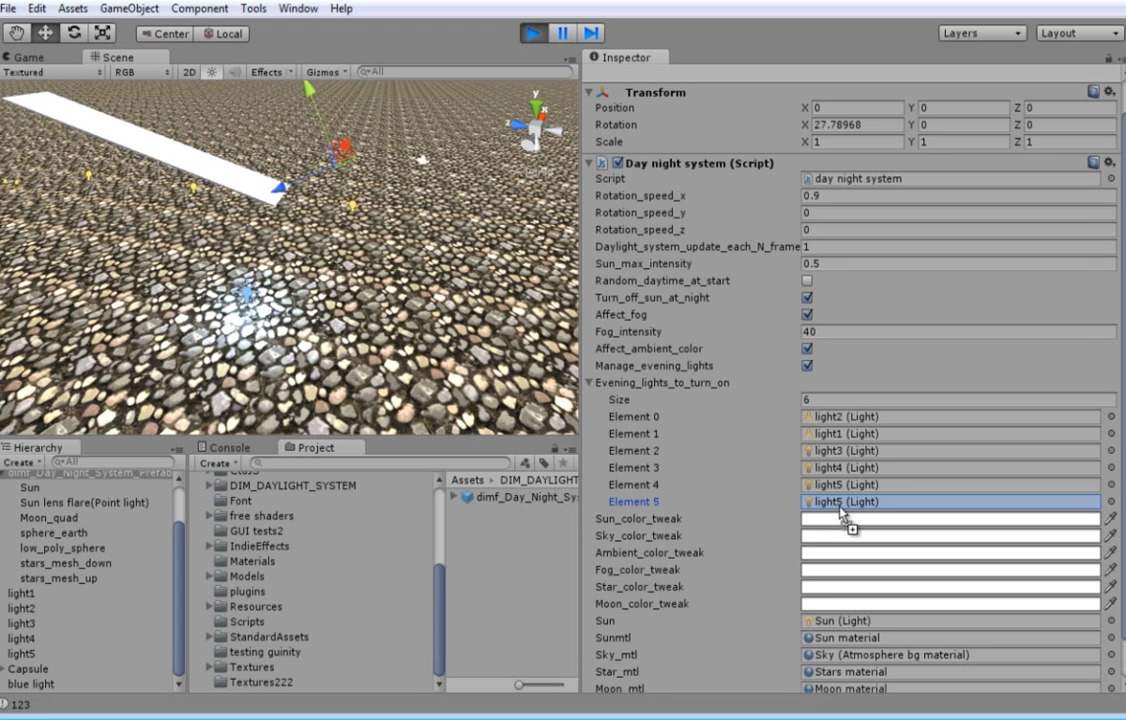 File Edit Assets GameObject Component Tools Window Help
Center Local Layers Layout
Game Scene
Textured RGB 2D Effects Gizmos All
y
x
z
Inspector
Transform
Position X 0 Y 0 Z 0
Rotation X 27.78968 Y 0 Z 0
Scale X 1 Y 1 Z 1
Day night system (Script)
Script day night system
Rotation_speed_x 0.9
Rotation_speed_y 0
Rotation_speed_z 0
Daylight_system_update_each_N_frame 1
Sun_max_intensity 0.5
Random_daytime_at_start
Turn_off_sun_at_night
Affect_fog
Fog_intensity 40
Affect_ambient_color
Manage_evening_lights
Evening_lights_to_turn_on
Size 6
Element 0 light2 (Light)
Element 1 light1 (Light)
Element 2 light3 (Light)
Element 3 light4 (Light)
Element 4 light5 (Light)
Element 5 light5 (Light)
Sun_color_tweak
Sky_color_tweak
Ambient_color_tweak
Fog_color_tweak
Star_color_tweak
Moon_color_tweak
Sun Sun (Light)
Sunmtl Sun material
Sky_mtl Sky (Atmosphere bg material)
Star_mtl Stars material
Moon_mtl Moon material
Hierarchy
Create All
dimf_Day_Night_System_Prefab
Sun
Sun lens flare(Point light)
Moon_quad
sphere_earth
low_poly_sphere
stars_mesh_down
stars_mesh_up
light1
light2
light3
light4
light5
Capsule
blue light
Console Project
Create
DIM_DAYLIGHT_SYSTEM
Font
free shaders
GUI tests2
IndieEffects
Materials
Models
plugins
Resources
Scripts
StandardAssets
testing guinity
Textures
Textures222
Assets DIM_DAYLIGHT
dimf_Day_Night_Sy
123